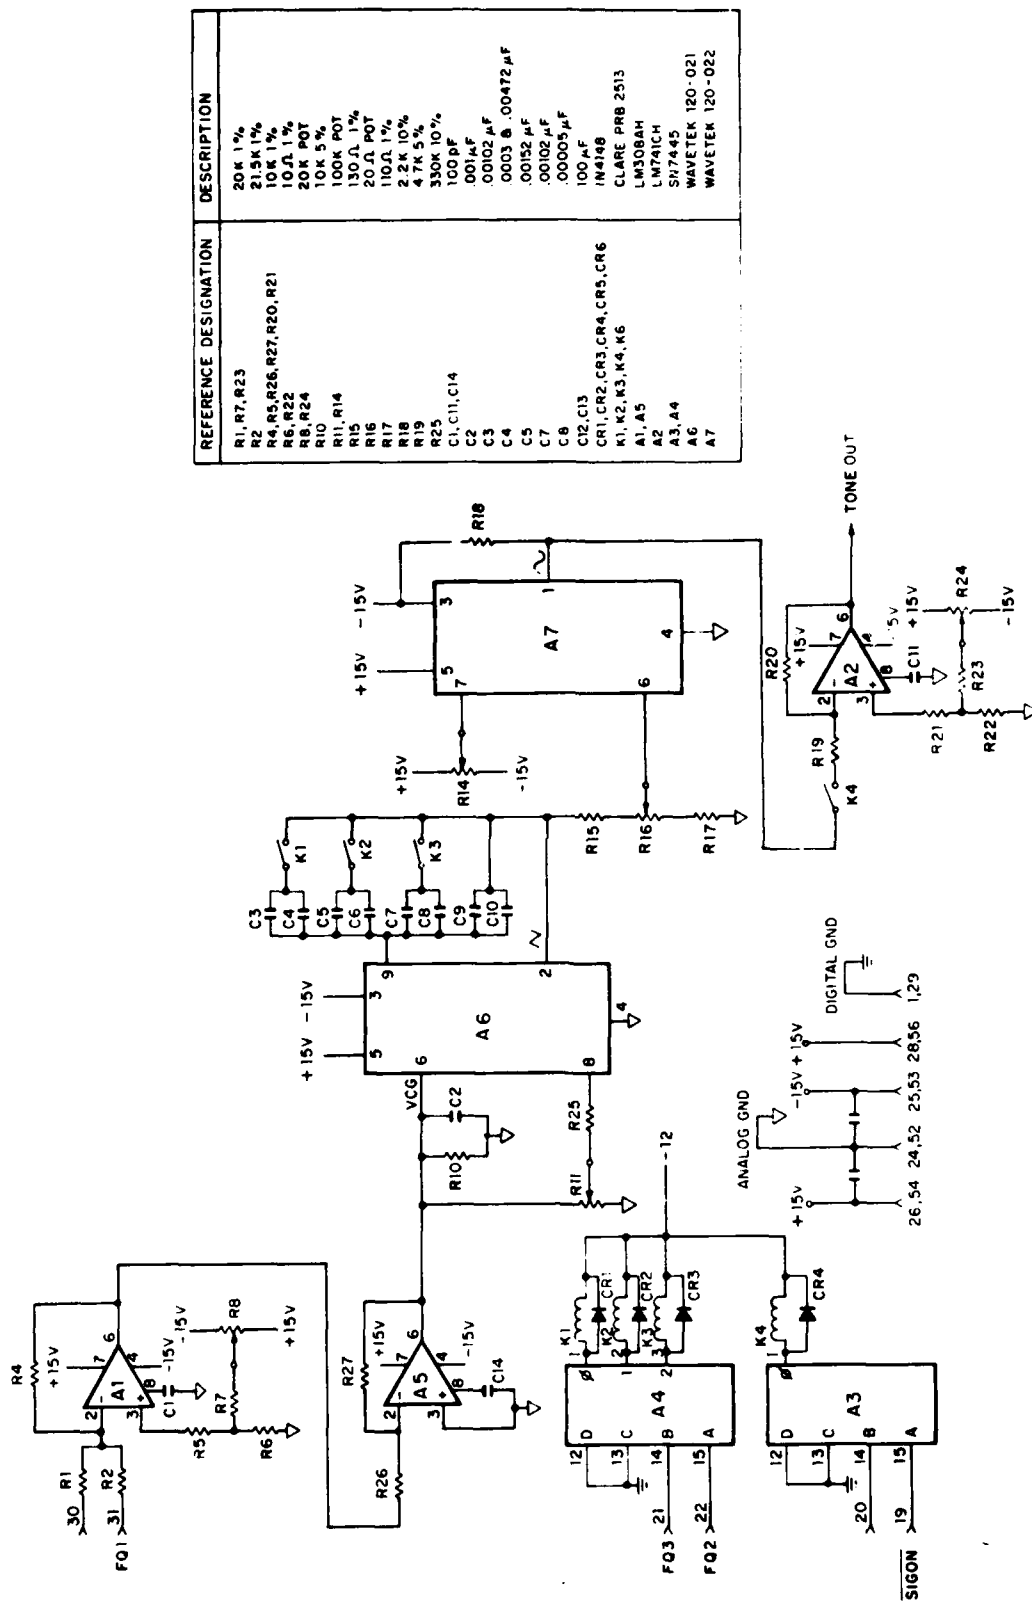 REFERENCE DESIGNATION DESCRIPTION
R1, R7, R23 20K 1%
R2 21.5K 1%
R4, R5, R26, R27, R20, R21 10K 1%
R6, R22 10Ω 1%
R8, R24 20K POT
R10 10K 5%
R11, R14 100K POT
R15 130Ω 1%
R16 20Ω POT
R17 110Ω 1%
R18 2.2K 10%
R19 4.7K 5%
R25 330K 10%
C1, C11, C14 100pF
C2 .001µF
C3 .00102µF
C4 .0003 & .00472µF
C5 .00152µF
C7 .00102µF
C8 .00005µF
C12, C13 100µF
CR1, CR2, CR3, CR4, CR5, CR6 1N4148
K1, K2, K3, K4, K6 CLARE PRB 2513
A1, A5 LM308AH
A2 LM741CH
A3, A4 SN7445
A6 WAVETEK 120-021
A7 WAVETEK 120-022
30 R1
FQ1 31 R2
R4
+15V
2 - 7 6
A1
3 + 8 4
-15V
C1
R5
R6
R7
-15V R8 +15V
R26
R27
+15V
2 - 7 6
A5
3 + 8 4
-15V
C14
VCG
R10
C2
R11
R25
+15V -15V
5 3
6 9
A6
8 2
4
C3
C4
C5
C6
C7
C8
C9
C10
K1
K2
K3
R15
R16
R17
+15V R14 -15V
+15V -15V
5 3
7
A7 1
6 4
R18
K4
R19
R20
+15V
2 - 7 6
A2
3 + 8
15V
C11
TONE OUT
R21
R22
R23
+15V R24 -15V
12 D
13 C
FQ3 21 14 B
FQ2 22 15 A
A4
Ø 1 K1 CR1
1 2 K2 CR2
2 3 K3 CR3
-12
12 D
13 C
20 14 B
SIGON 19 15 A
A3
Ø 1 K4 CR4
ANALOG GND
DIGITAL GND
+15V -15V +15V
26,54 24,52 25,53 28,56 1,29